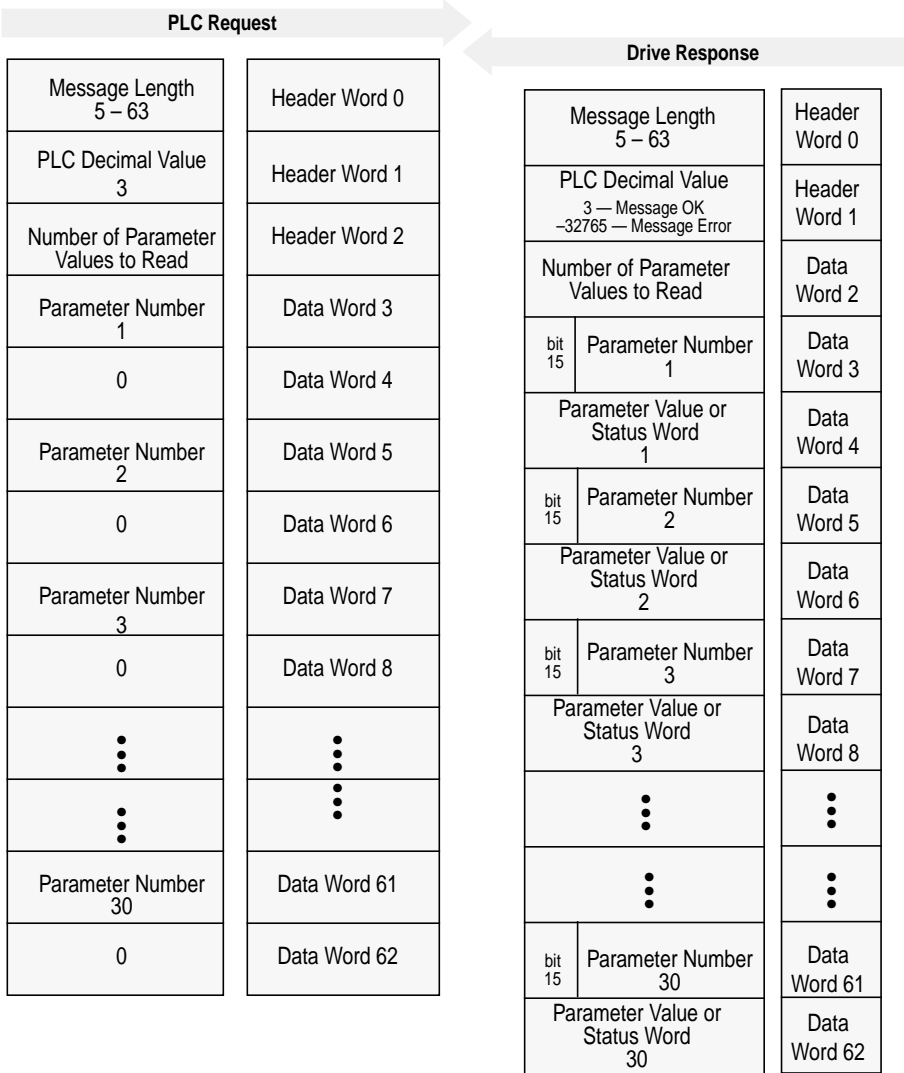 PLC Request
Message Length
5 – 63
Header Word 0
PLC Decimal Value
3
Header Word 1
Number of Parameter
Values to Read
Header Word 2
Parameter Number
1
Data Word 3
0
Data Word 4
Parameter Number
2
Data Word 5
0
Data Word 6
Parameter Number
3
Data Word 7
0
Data Word 8
Parameter Number
30
Data Word 61
0
Data Word 62
Drive Response
Message Length
5 – 63
Header
Word 0
PLC Decimal Value
3 — Message OK
–32765 — Message Error
Header
Word 1
Number of Parameter
Values to Read
Data
Word 2
bit
15
Parameter Number
1
Data
Word 3
Parameter Value or
Status Word
1
Data
Word 4
bit
15
Parameter Number
2
Data
Word 5
Parameter Value or
Status Word
2
Data
Word 6
bit
15
Parameter Number
3
Data
Word 7
Parameter Value or
Status Word
3
Data
Word 8
bit
15
Parameter Number
30
Data
Word 61
Parameter Value or
Status Word
30
Data
Word 62